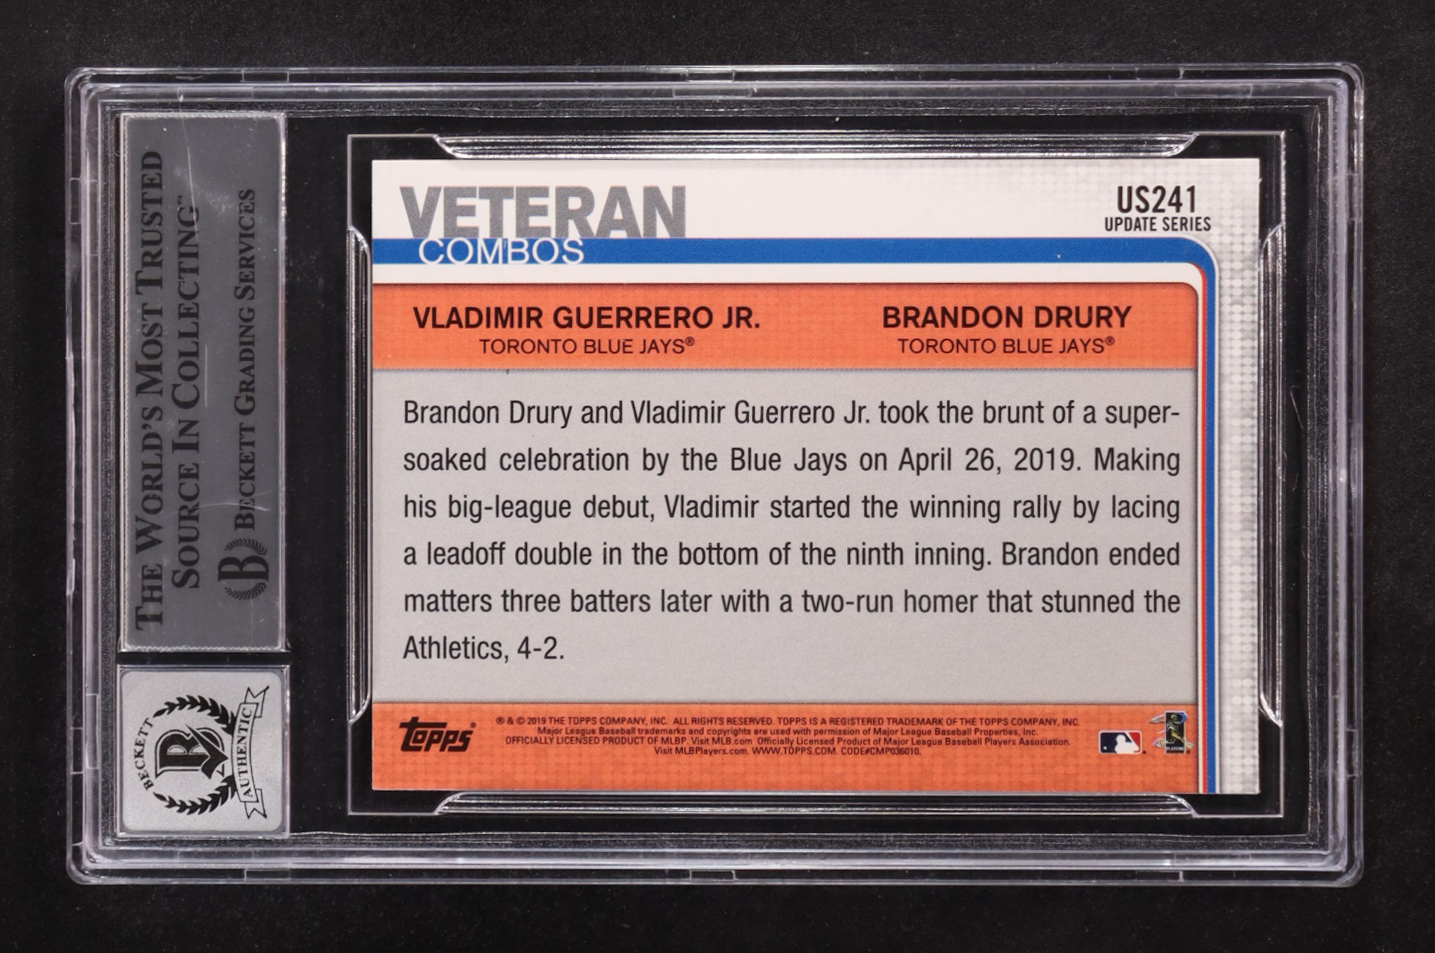 THE WORLD'S MOST TRUSTED
SOURCE IN COLLECTING™
BECKETT GRADING SERVICES
BECKETT
AUTHENTIC
VETERAN
COMBOS
US241
UPDATE SERIES
VLADIMIR GUERRERO JR.
TORONTO BLUE JAYS®
BRANDON DRURY
TORONTO BLUE JAYS®
Brandon Drury and Vladimir Guerrero Jr. took the brunt of a super-
soaked celebration by the Blue Jays on April 26, 2019. Making
his big-league debut, Vladimir started the winning rally by lacing
a leadoff double in the bottom of the ninth inning. Brandon ended
matters three batters later with a two-run homer that stunned the
Athletics, 4-2.
Topps®
® & © 2019 THE TOPPS COMPANY, INC. ALL RIGHTS RESERVED. TOPPS IS A REGISTERED TRADEMARK OF THE TOPPS COMPANY, INC.
Major League Baseball trademarks and copyrights are used with permission of Major League Baseball Properties, Inc.
OFFICIALLY LICENSED PRODUCT OF MLBP. Visit MLB.com Officially Licensed Product of Major League Baseball Players Association.
Visit MLBPlayers.com. WWW.TOPPS.COM. CODE#CMP036010.